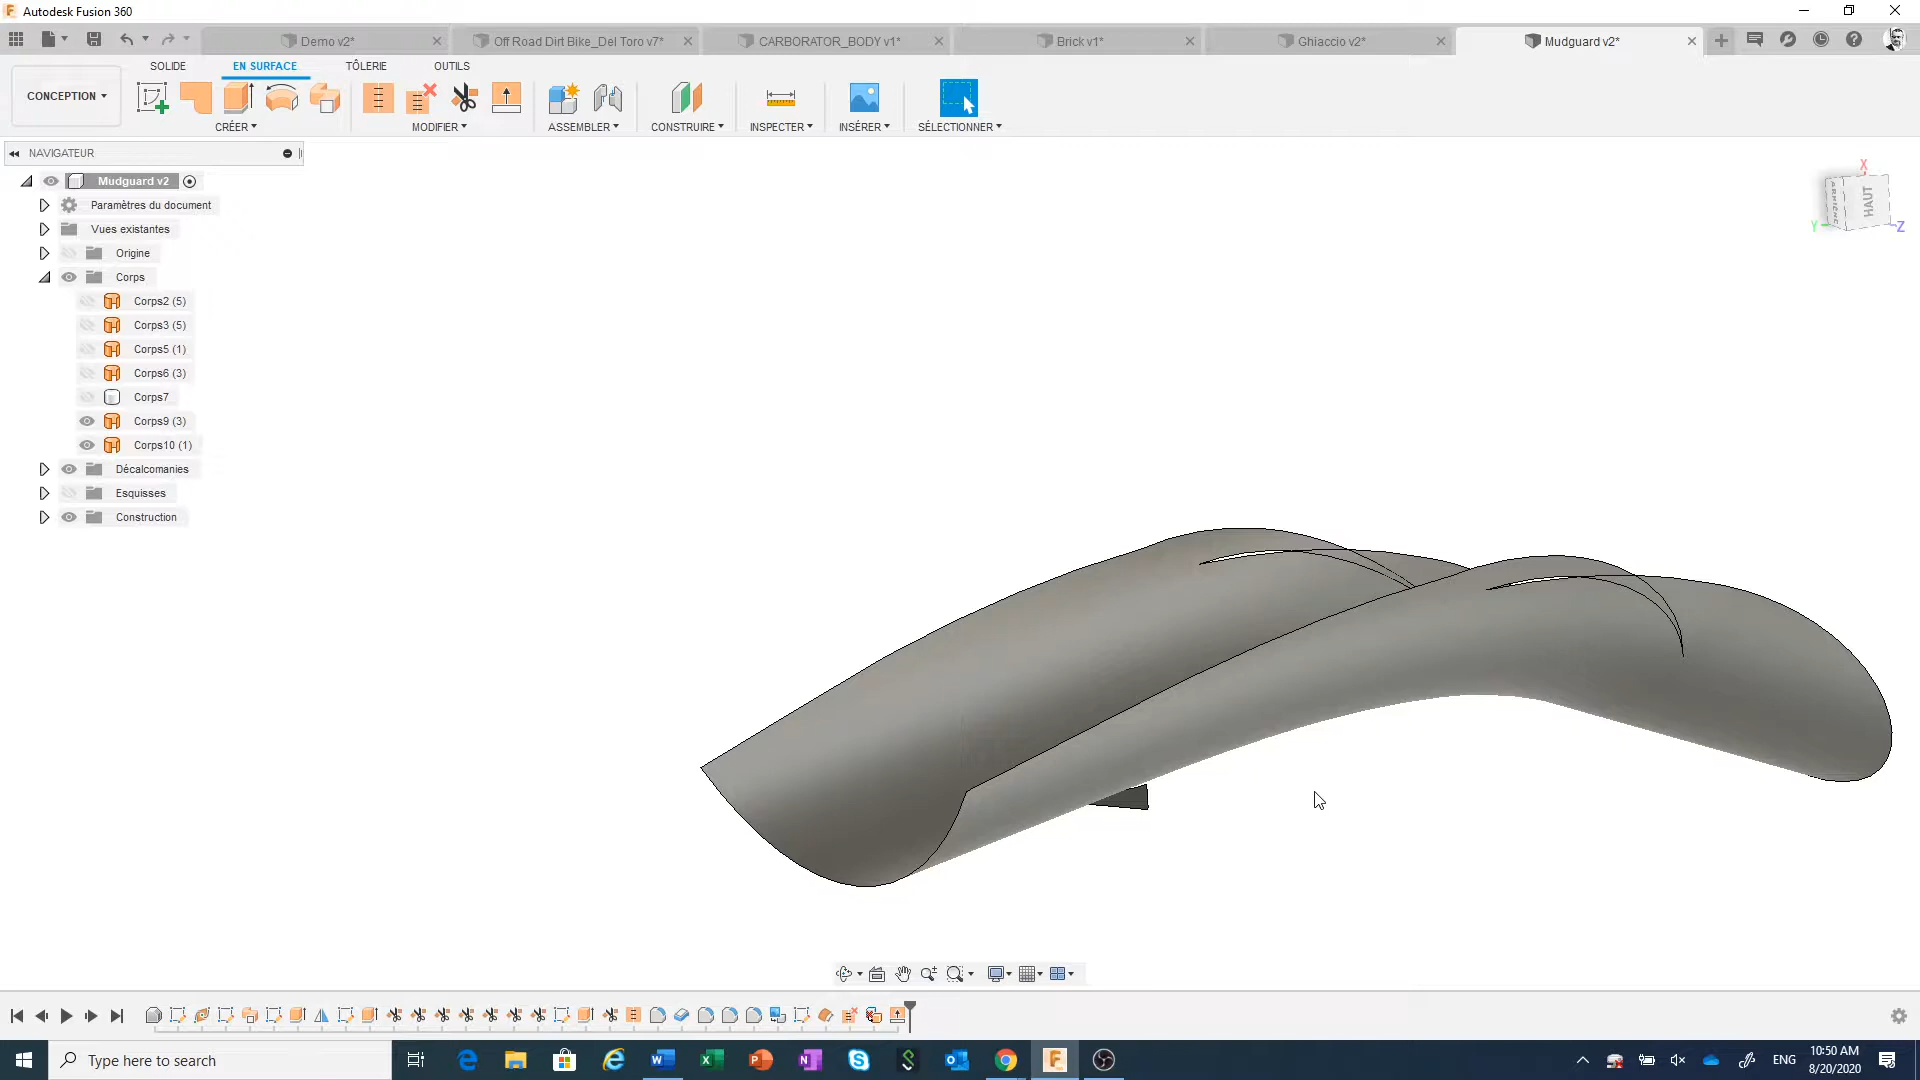 Autodesk Fusion 360
Demo v2*
Off Road Dirt Bike_Del Toro v7*
CARBORATOR_BODY v1*
Brick v1*
Ghiaccio v2*
Mudguard v2*
SOLIDE
EN SURFACE
TÔLERIE
OUTILS
CONCEPTION
CRÉER
MODIFIER
ASSEMBLER
CONSTRUIRE
INSPECTER
INSÉRER
SÉLECTIONNER
NAVIGATEUR
Mudguard v2
Paramètres du document
Vues existantes
Origine
Corps
Corps2 (5)
Corps3 (5)
Corps5 (1)
Corps6 (3)
Corps7
Corps9 (3)
Corps10 (1)
Décalcomanies
Esquisses
Construction
X
HAUT
Y
Z
Type here to search
ENG
10:50 AM
8/20/2020